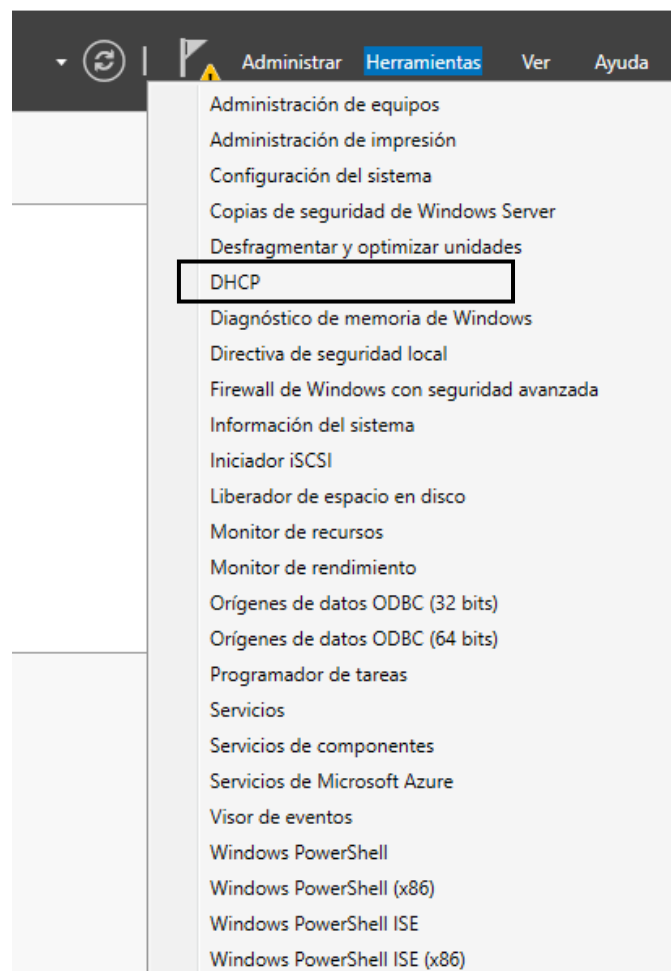 Administrar Herramientas Ver Ayuda
Administración de equipos
Administración de impresión
Configuración del sistema
Copias de seguridad de Windows Server
Desfragmentar y optimizar unidades
DHCP
Diagnóstico de memoria de Windows
Directiva de seguridad local
Firewall de Windows con seguridad avanzada
Información del sistema
Iniciador iSCSI
Liberador de espacio en disco
Monitor de recursos
Monitor de rendimiento
Orígenes de datos ODBC (32 bits)
Orígenes de datos ODBC (64 bits)
Programador de tareas
Servicios
Servicios de componentes
Servicios de Microsoft Azure
Visor de eventos
Windows PowerShell
Windows PowerShell (x86)
Windows PowerShell ISE
Windows PowerShell ISE (x86)